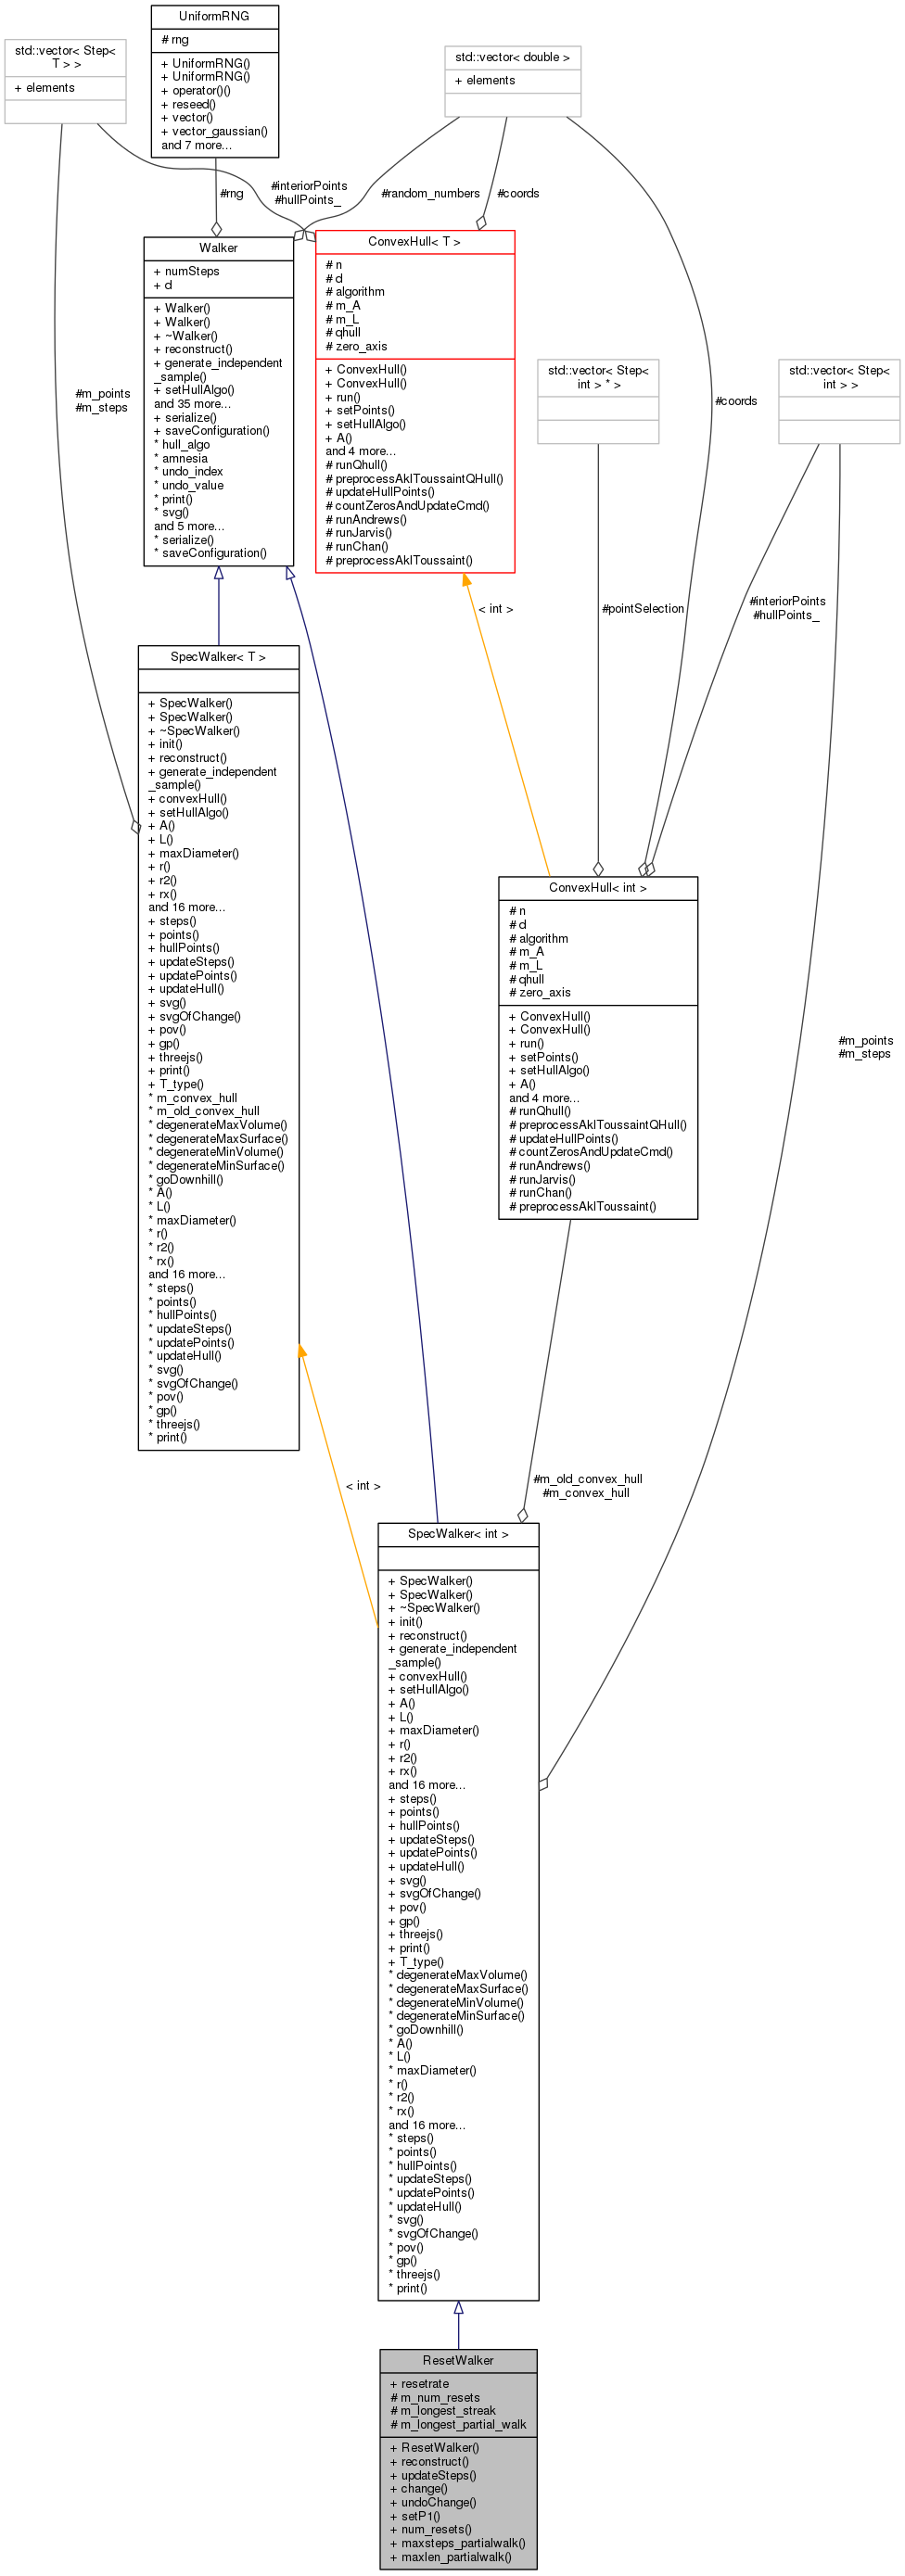 UniformRNG
# rng
+ UniformRNG()
+ UniformRNG()
+ operator()()
+ reseed()
+ vector()
+ vector_gaussian()
and 7 more...
std::vector< Step<
T > >
+ elements
std::vector< double >
+ elements
#rng
#interiorPoints
#hullPoints_
#random_numbers
#coords
Walker
+ numSteps
+ d
+ Walker()
+ Walker()
+ ~Walker()
+ reconstruct()
+ generate_independent
_sample()
+ setHullAlgo()
and 35 more...
+ serialize()
+ saveConfiguration()
* hull_algo
* amnesia
* undo_index
* undo_value
* print()
* svg()
and 5 more...
* serialize()
* saveConfiguration()
ConvexHull< T >
# n
# d
# algorithm
# m_A
# m_L
# qhull
# zero_axis
+ ConvexHull()
+ ConvexHull()
+ run()
+ setPoints()
+ setHullAlgo()
+ A()
and 4 more...
# runQhull()
# preprocessAklToussaintQHull()
# updateHullPoints()
# countZerosAndUpdateCmd()
# runAndrews()
# runJarvis()
# runChan()
# preprocessAklToussaint()
std::vector< Step<
int > * >
std::vector< Step<
int > >
#m_points
#m_steps
#coords
< int >
#pointSelection
#interiorPoints
#hullPoints_
SpecWalker< T >
+ SpecWalker()
+ SpecWalker()
+ ~SpecWalker()
+ init()
+ reconstruct()
+ generate_independent
_sample()
+ convexHull()
+ setHullAlgo()
+ A()
+ L()
+ maxDiameter()
+ r()
+ r2()
+ rx()
and 16 more...
+ steps()
+ points()
+ hullPoints()
+ updateSteps()
+ updatePoints()
+ updateHull()
+ svg()
+ svgOfChange()
+ pov()
+ gp()
+ threejs()
+ print()
+ T_type()
* m_convex_hull
* m_old_convex_hull
* degenerateMaxVolume()
* degenerateMaxSurface()
* degenerateMinVolume()
* degenerateMinSurface()
* goDownhill()
* A()
* L()
* maxDiameter()
* r()
* r2()
* rx()
and 16 more...
* steps()
* points()
* hullPoints()
* updateSteps()
* updatePoints()
* updateHull()
* svg()
* svgOfChange()
* pov()
* gp()
* threejs()
* print()
ConvexHull< int >
# n
# d
# algorithm
# m_A
# m_L
# qhull
# zero_axis
+ ConvexHull()
+ ConvexHull()
+ run()
+ setPoints()
+ setHullAlgo()
+ A()
and 4 more...
# runQhull()
# preprocessAklToussaintQHull()
# updateHullPoints()
# countZerosAndUpdateCmd()
# runAndrews()
# runJarvis()
# runChan()
# preprocessAklToussaint()
#m_points
#m_steps
< int >
#m_old_convex_hull
#m_convex_hull
SpecWalker< int >
+ SpecWalker()
+ SpecWalker()
+ ~SpecWalker()
+ init()
+ reconstruct()
+ generate_independent
_sample()
+ convexHull()
+ setHullAlgo()
+ A()
+ L()
+ maxDiameter()
+ r()
+ r2()
+ rx()
and 16 more...
+ steps()
+ points()
+ hullPoints()
+ updateSteps()
+ updatePoints()
+ updateHull()
+ svg()
+ svgOfChange()
+ pov()
+ gp()
+ threejs()
+ print()
+ T_type()
* degenerateMaxVolume()
* degenerateMaxSurface()
* degenerateMinVolume()
* degenerateMinSurface()
* goDownhill()
* A()
* L()
* maxDiameter()
* r()
* r2()
* rx()
and 16 more...
* steps()
* points()
* hullPoints()
* updateSteps()
* updatePoints()
* updateHull()
* svg()
* svgOfChange()
* pov()
* gp()
* threejs()
* print()
ResetWalker
+ resetrate
# m_num_resets
# m_longest_streak
# m_longest_partial_walk
+ ResetWalker()
+ reconstruct()
+ updateSteps()
+ change()
+ undoChange()
+ setP1()
+ num_resets()
+ maxsteps_partialwalk()
+ maxlen_partialwalk()